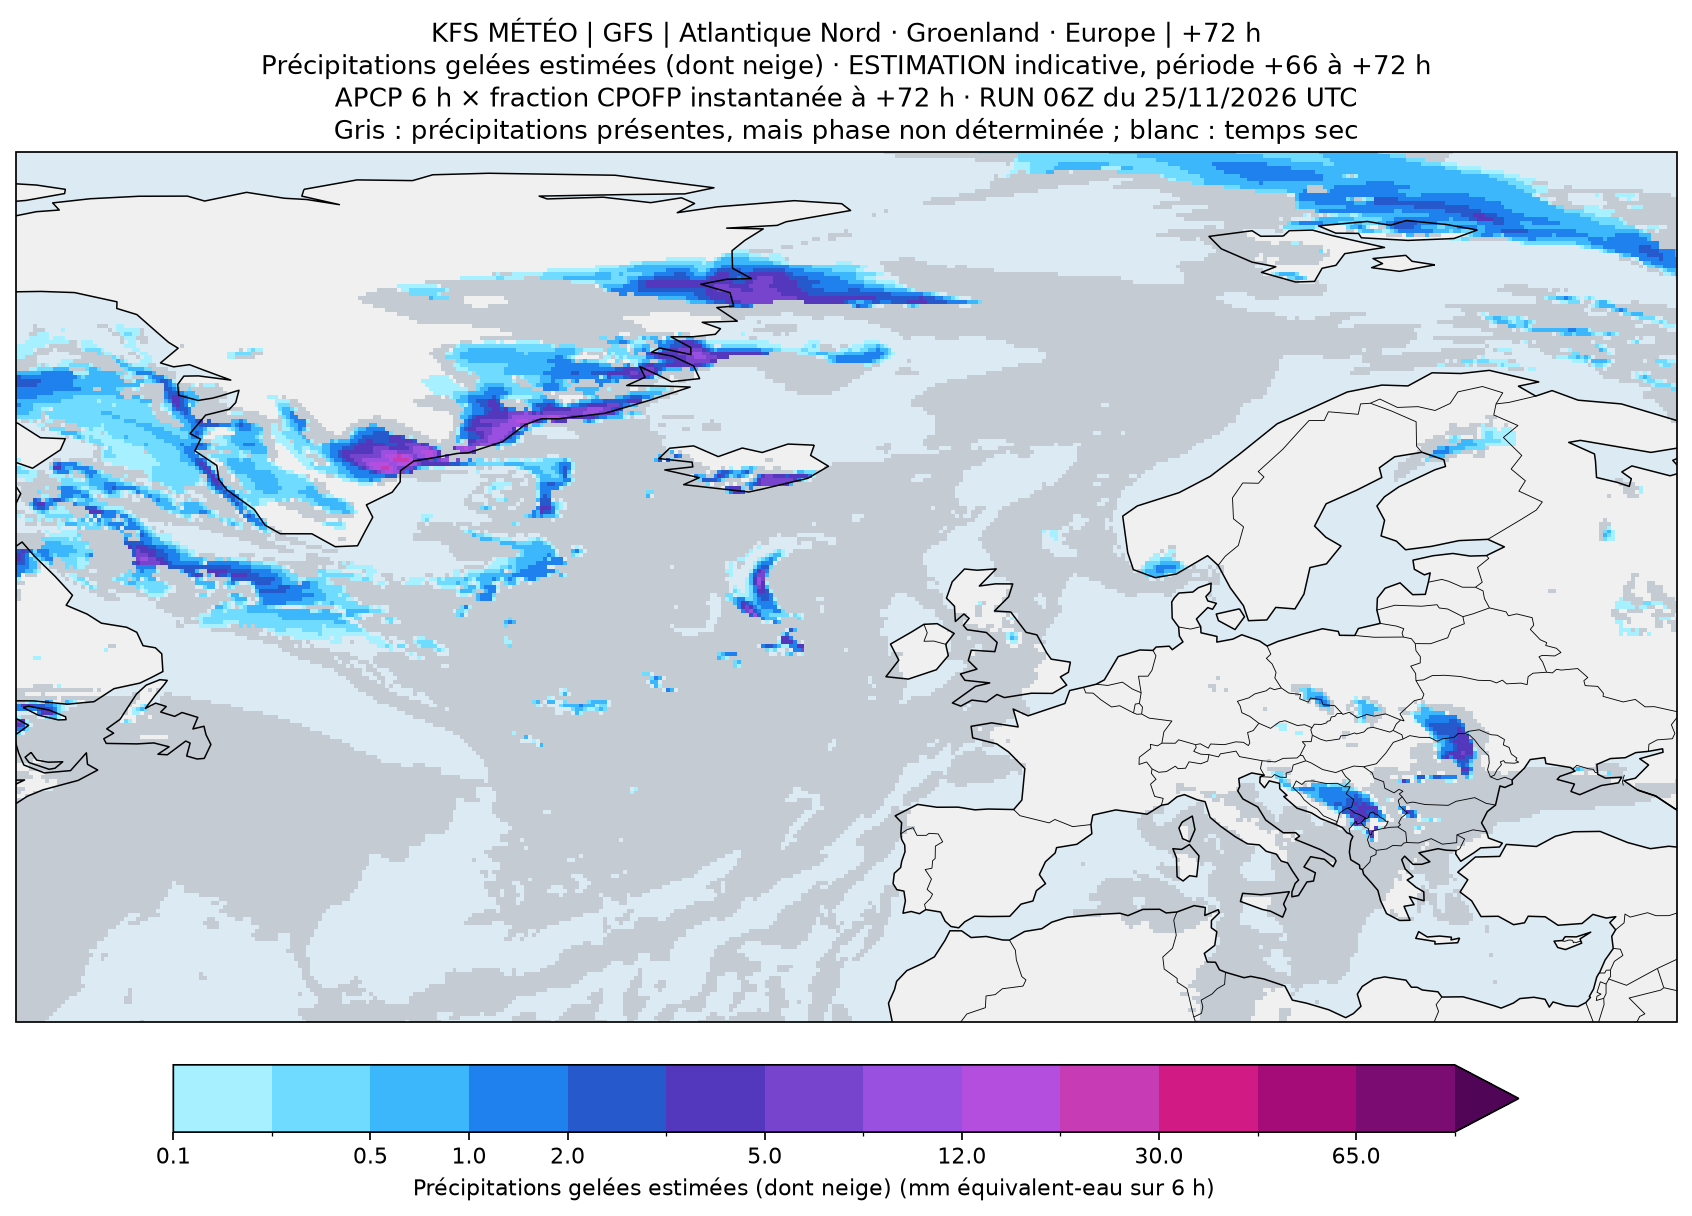 KFS MÉTÉO | GFS | Atlantique Nord · Groenland · Europe | +72 h
Précipitations gelées estimées (dont neige) · ESTIMATION indicative, période +66 à +72 h
APCP 6 h × fraction CPOFP instantanée à +72 h · RUN 06Z du 25/11/2026 UTC
Gris : précipitations présentes, mais phase non déterminée ; blanc : temps sec
0.1 0.5 1.0 2.0 5.0 12.0 30.0 65.0
Précipitations gelées estimées (dont neige) (mm équivalent-eau sur 6 h)